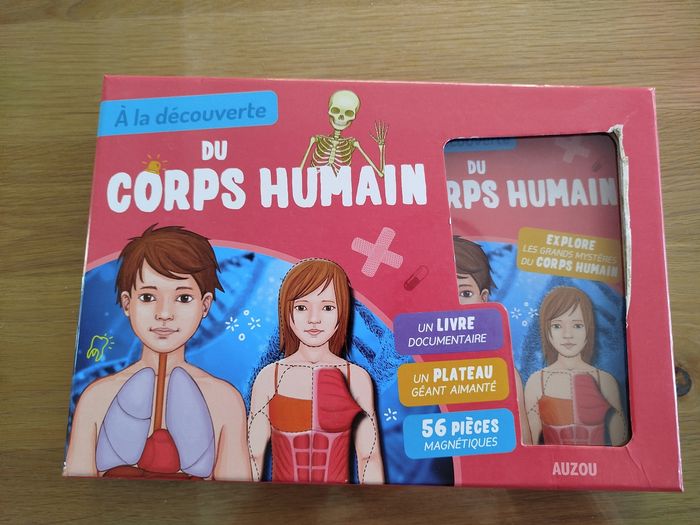 À la découverte
DU
CORPS HUMAIN
UN LIVRE
DOCUMENTAIRE
UN PLATEAU
GÉANT AIMANTÉ
56 PIÈCES
MAGNÉTIQUES
DU
RPS HUMAIN
EXPLORE
LES GRANDS MYSTÈRES
DU CORPS HUMAIN
AUZOU